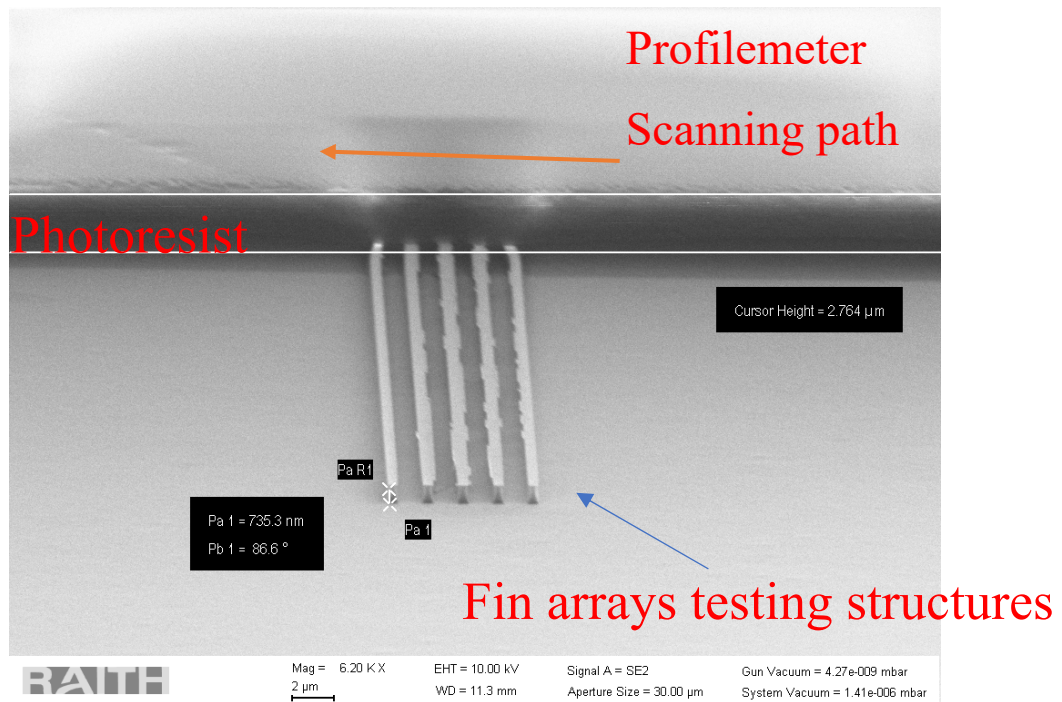 Profilemeter
Scanning path
Photoresist
Cursor Height = 2.764 µm
Pa R1
Pa 1 = 735.3 nm
Pb 1 = 86.6 °
Pa 1
Fin arrays testing structures
RAITH
Mag = 6.20 K X
2 µm
EHT = 10.00 kV
WD = 11.3 mm
Signal A = SE2
Aperture Size = 30.00 µm
Gun Vacuum = 4.27e-009 mbar
System Vacuum = 1.41e-006 mbar